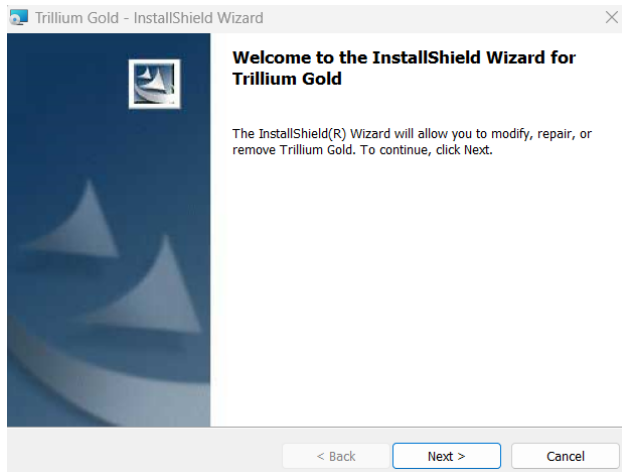 Trillium Gold - InstallShield Wizard
Welcome to the InstallShield Wizard for
Trillium Gold
The InstallShield(R) Wizard will allow you to modify, repair, or
remove Trillium Gold. To continue, click Next.
< Back
Next >
Cancel